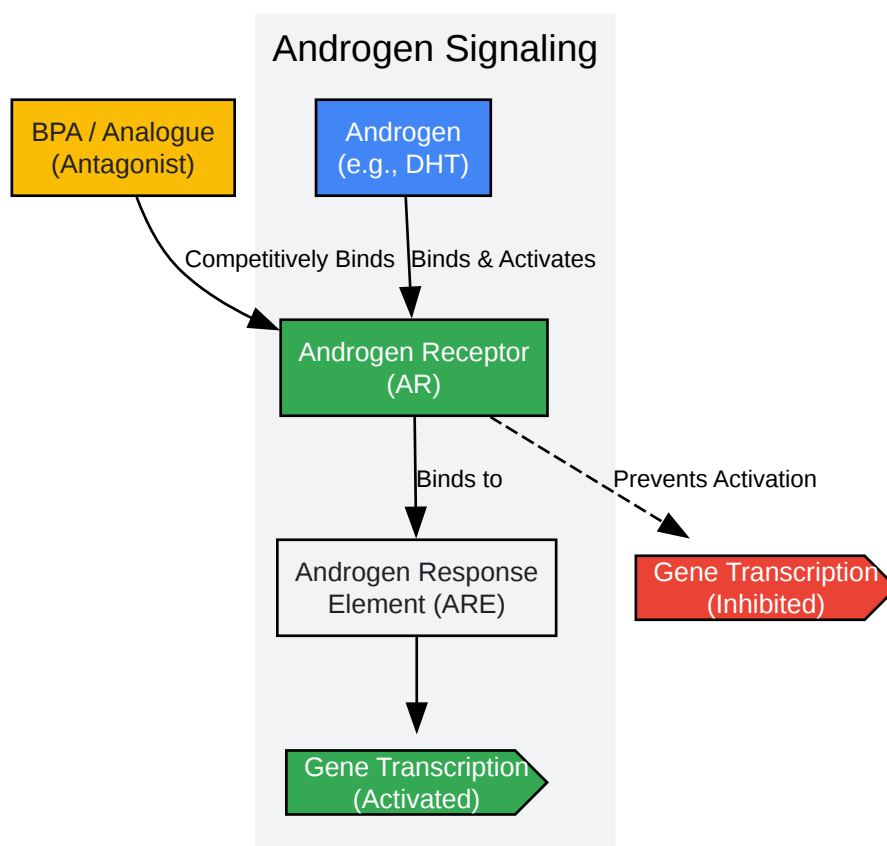 Androgen Signaling
BPA / Analogue
(Antagonist)
Androgen
(e.g., DHT)
Competitively Binds
Binds & Activates
Androgen Receptor
(AR)
Binds to
Prevents Activation
Androgen Response
Element (ARE)
Gene Transcription
(Inhibited)
Gene Transcription
(Activated)